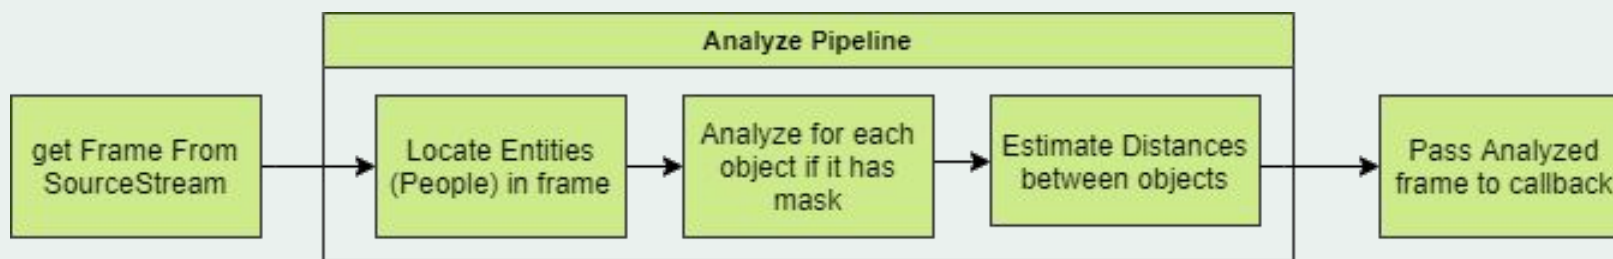 Analyze Pipeline
get Frame From
SourceStream
Locate Entities
(People) in frame
Analyze for each
object if it has
mask
Estimate Distances
between objects
Pass Analyzed
frame to callback